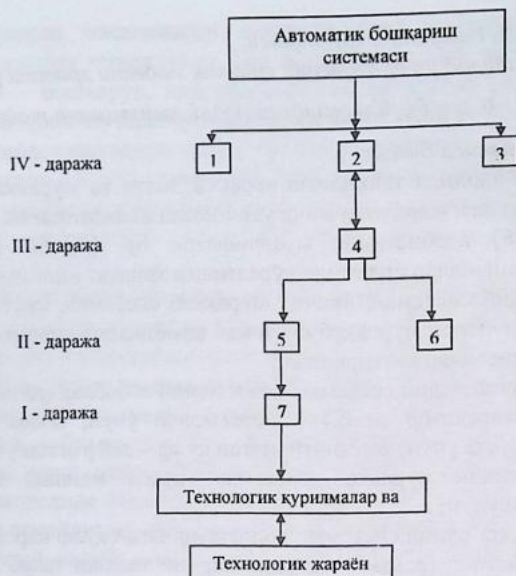 Автоматик бошқариш
системаси
IV - даража
1
2
3
III - даража
4
II - даража
5
6
I - даража
7
Технологик қурилмалар ва
Технологик жараён